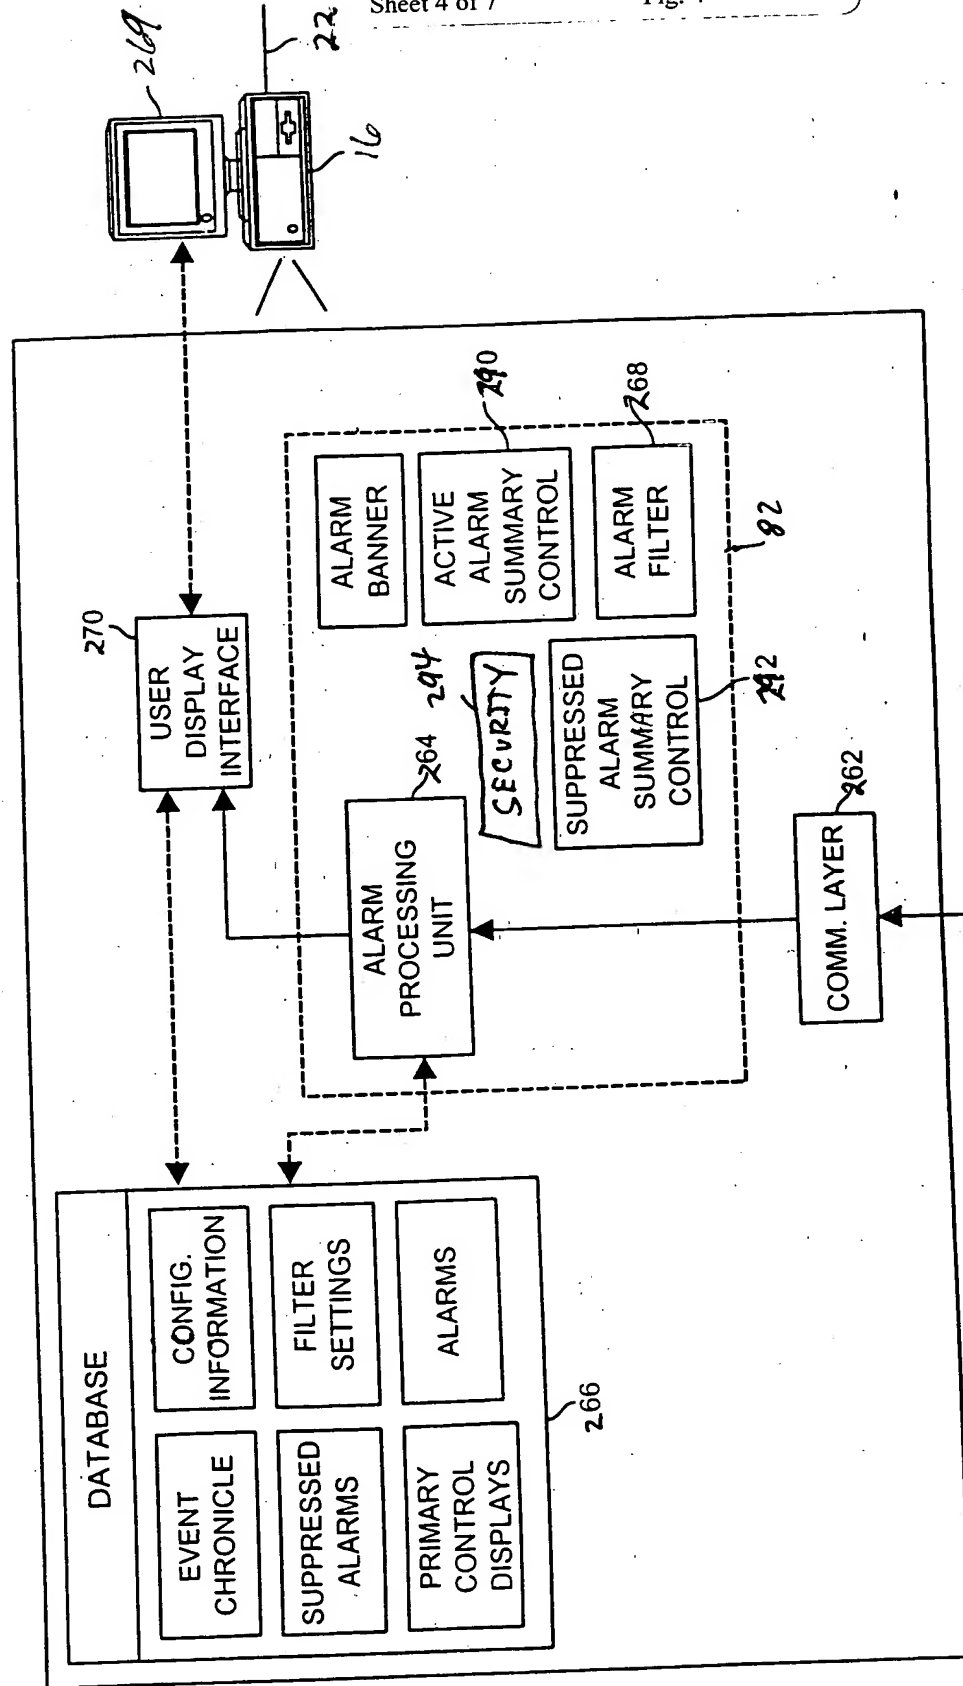 Sheet 4 of 7
269
22
16
DATABASE
EVENT
CHRONICLE
CONFIG.
INFORMATION
SUPPRESSED
ALARMS
FILTER
SETTINGS
PRIMARY
CONTROL
DISPLAYS
ALARMS
266
270
USER
DISPLAY
INTERFACE
ALARM
PROCESSING
UNIT
264
294
SECURITY
SUPPRESSED
ALARM
SUMMARY
CONTROL
292
ALARM
BANNER
ACTIVE
ALARM
SUMMARY
CONTROL
290
ALARM
FILTER
268
82
COMM. LAYER
262